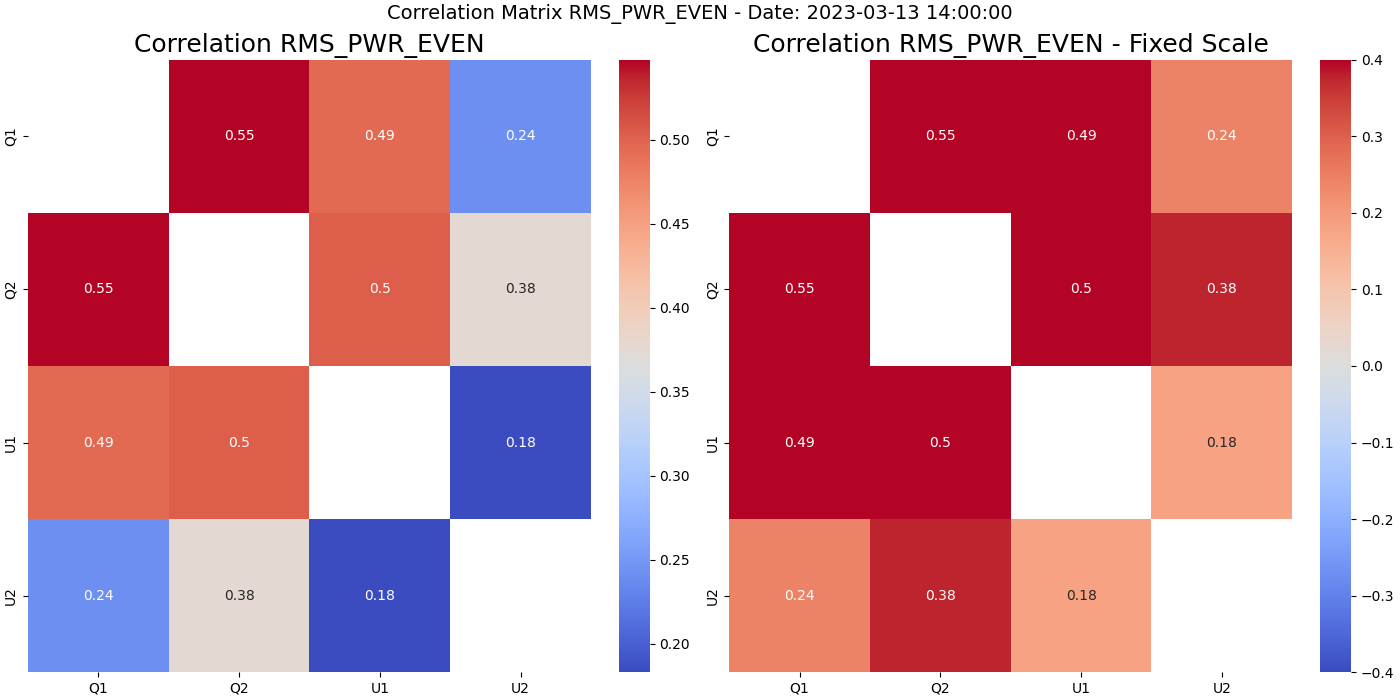 Correlation Matrix RMS_PWR_EVEN - Date: 2023-03-13 14:00:00
Correlation RMS_PWR_EVEN
Q1
0.55
0.49
0.24
Q2
0.55
0.5
0.38
U1
0.49
0.5
0.18
U2
0.24
0.38
0.18
Q1
Q2
U1
U2
0.50
0.45
0.40
0.35
0.30
0.25
0.20
Correlation RMS_PWR_EVEN - Fixed Scale
Q1
0.55
0.49
0.24
Q2
0.55
0.5
0.38
U1
0.49
0.5
0.18
U2
0.24
0.38
0.18
Q1
Q2
U1
U2
0.4
0.3
0.2
0.1
0.0
−0.1
−0.2
−0.3
−0.4